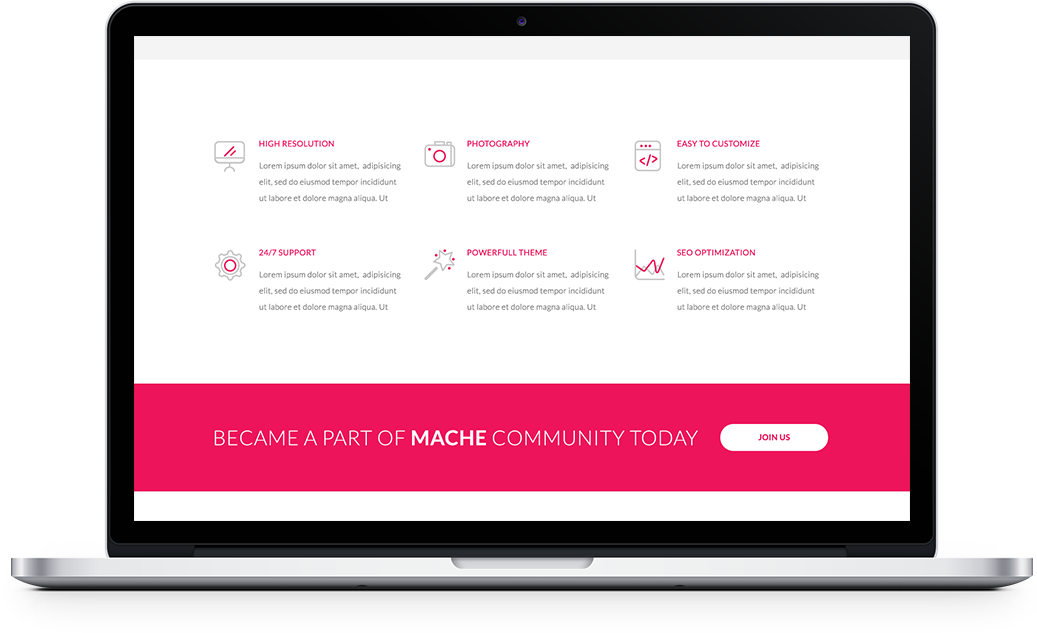 HIGH RESOLUTION
Lorem ipsum dolor sit amet, adipisicing
elit, sed do eiusmod tempor incididunt
ut labore et dolore magna aliqua. Ut
PHOTOGRAPHY
Lorem ipsum dolor sit amet, adipisicing
elit, sed do eiusmod tempor incididunt
ut labore et dolore magna aliqua. Ut
EASY TO CUSTOMIZE
Lorem ipsum dolor sit amet, adipisicing
elit, sed do eiusmod tempor incididunt
ut labore et dolore magna aliqua. Ut
24/7 SUPPORT
Lorem ipsum dolor sit amet, adipisicing
elit, sed do eiusmod tempor incididunt
ut labore et dolore magna aliqua. Ut
POWERFULL THEME
Lorem ipsum dolor sit amet, adipisicing
elit, sed do eiusmod tempor incididunt
ut labore et dolore magna aliqua. Ut
SEO OPTIMIZATION
Lorem ipsum dolor sit amet, adipisicing
elit, sed do eiusmod tempor incididunt
ut labore et dolore magna aliqua. Ut
BECAME A PART OF MACHE COMMUNITY TODAY
JOIN US